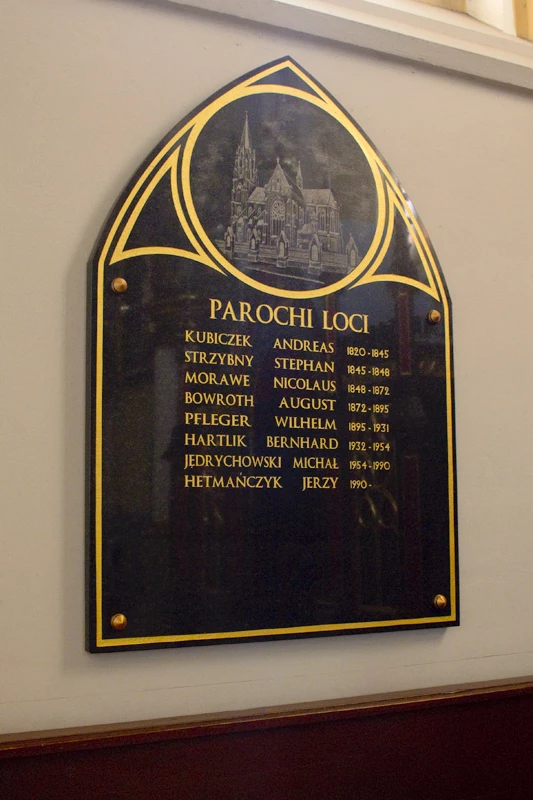 PAROCHI LOCI
KUBICZEK ANDREAS 1820-1845
STRZYBNY STEPHAN 1845-1848
MORAWE NICOLAUS 1848-1872
BOWROTH AUGUST 1872-1895
PFLEGER WILHELM 1895-1931
HARTLIK BERNHARD 1932-1954
JĘDRYCHOWSKI MICHAŁ 1954-1990
HETMAŃCZYK JERZY 1990-